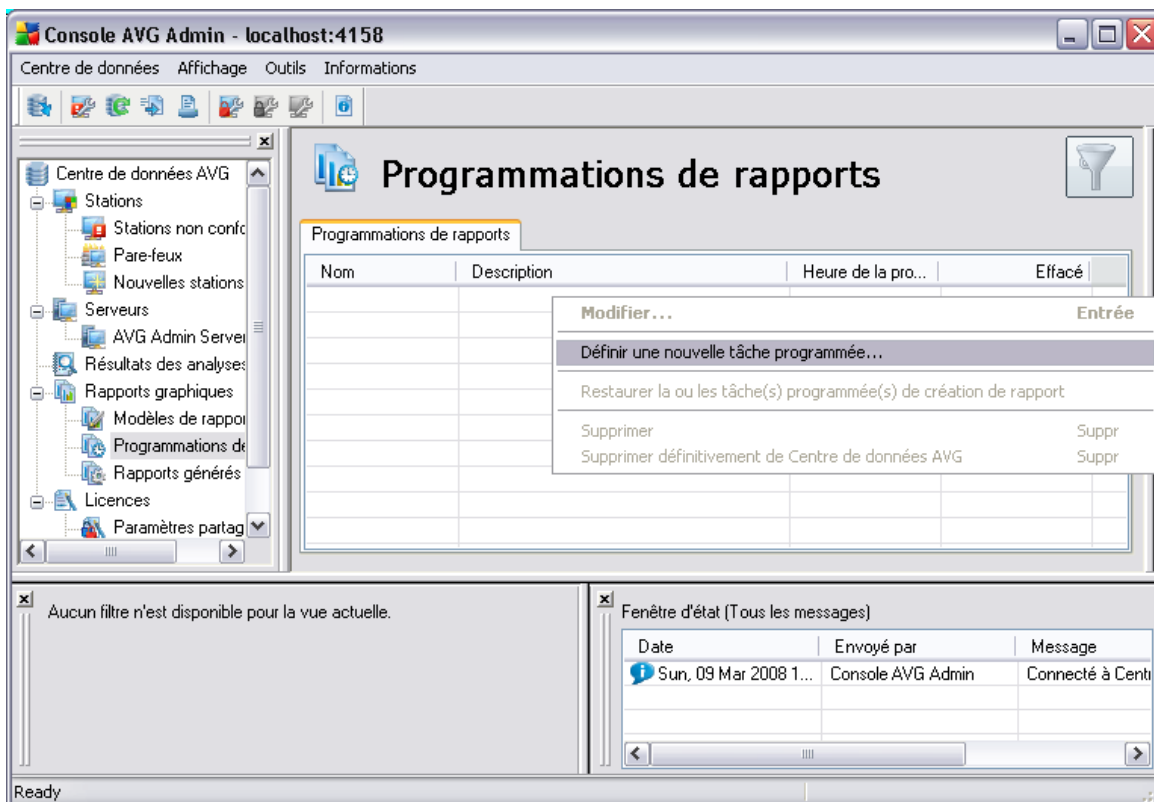 Console AVG Admin - localhost:4158
Centre de données Affichage Outils Informations
Centre de données AVG
Stations
Stations non confo
Pare-feux
Nouvelles stations
Serveurs
AVG Admin Server
Résultats des analyses
Rapports graphiques
Modèles de rappor
Programmations de
Rapports générés
Licences
Paramètres partag
Programmations de rapports
Programmations de rapports
Nom Description Heure de la pro... Effacé
Modifier... Entrée
Définir une nouvelle tâche programmée...
Restaurer la ou les tâche(s) programmée(s) de création de rapport
Supprimer Suppr
Supprimer définitivement de Centre de données AVG Suppr
Aucun filtre n'est disponible pour la vue actuelle.
Fenêtre d'état (Tous les messages)
Date Envoyé par Message
Sun, 09 Mar 2008 1... Console AVG Admin Connecté à Centr
Ready